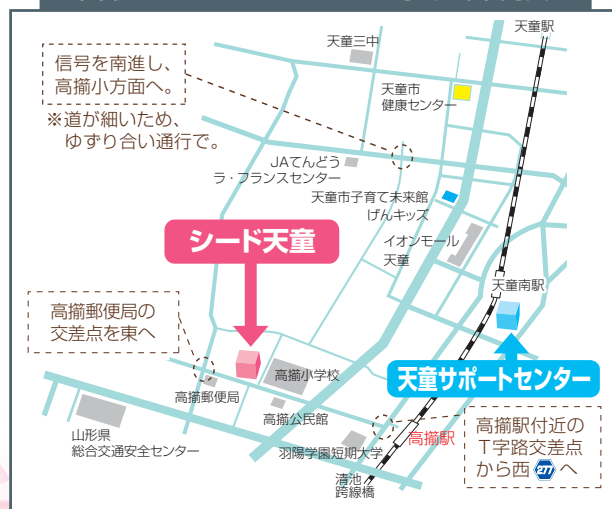 天童駅
天童三中
信号を南進し、
高擶小方面へ。
※道が細いため、
ゆずり合い通行で。
天童市
健康センター
JAてんどう
ラ・フランスセンター
天童市子育て未来館
げんキッズ
イオンモール
天童
シード天童
天童南駅
高擶郵便局の
交差点を東へ
天童サポートセンター
高擶小学校
高擶郵便局
高擶公民館
高擶駅
高擶駅付近の
T字路交差点
から西277へ
山形県
総合交通安全センター
羽陽学園短期大学
清池
跨線橋